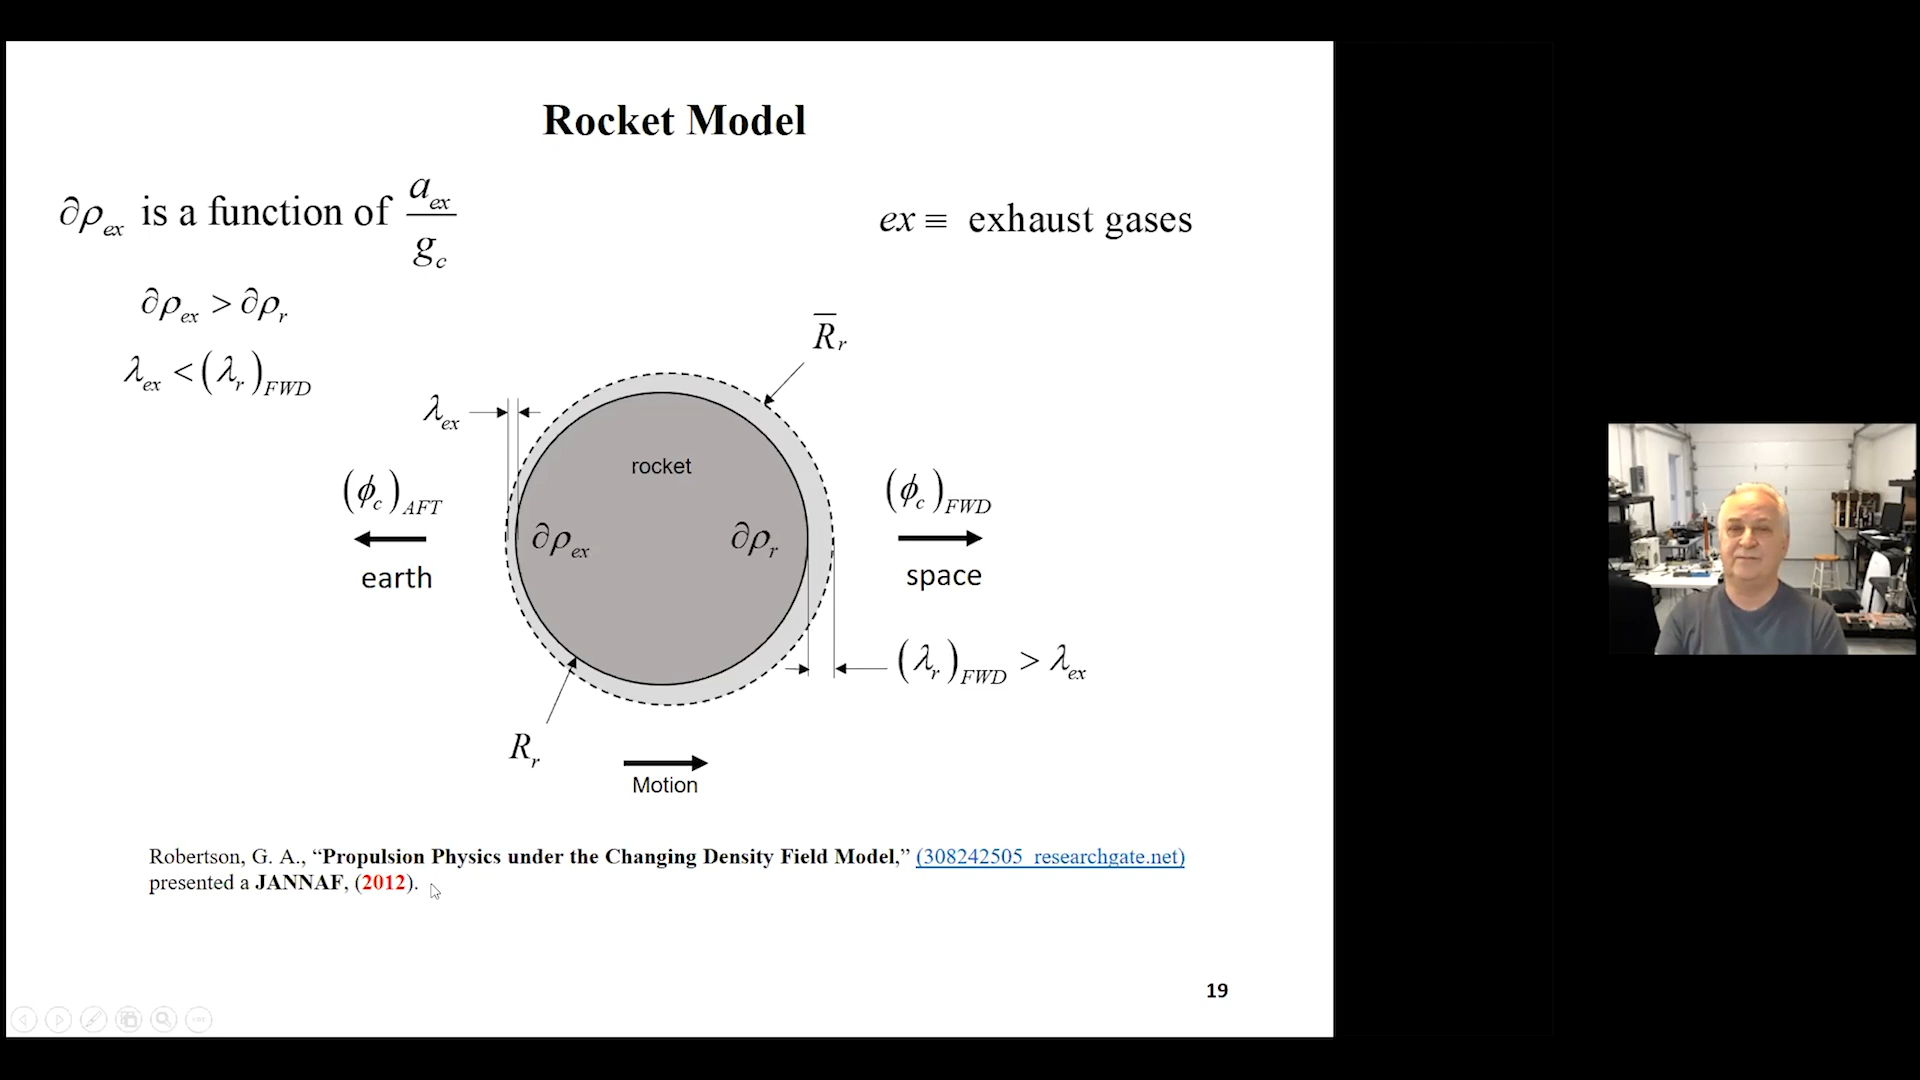 Rocket Model
∂ρ_ex is a function of a_ex / g_c
ex ≡ exhaust gases
∂ρ_ex > ∂ρ_r
λ_ex < (λ_r)_FWD
R̅_r
λ_ex
rocket
(ϕ_c)_AFT
(ϕ_c)_FWD
∂ρ_ex
∂ρ_r
earth
space
(λ_r)_FWD > λ_ex
R_r
Motion
Robertson, G. A., “Propulsion Physics under the Changing Density Field Model,” (308242505_researchgate.net)
presented a JANNAF, (2012).
19